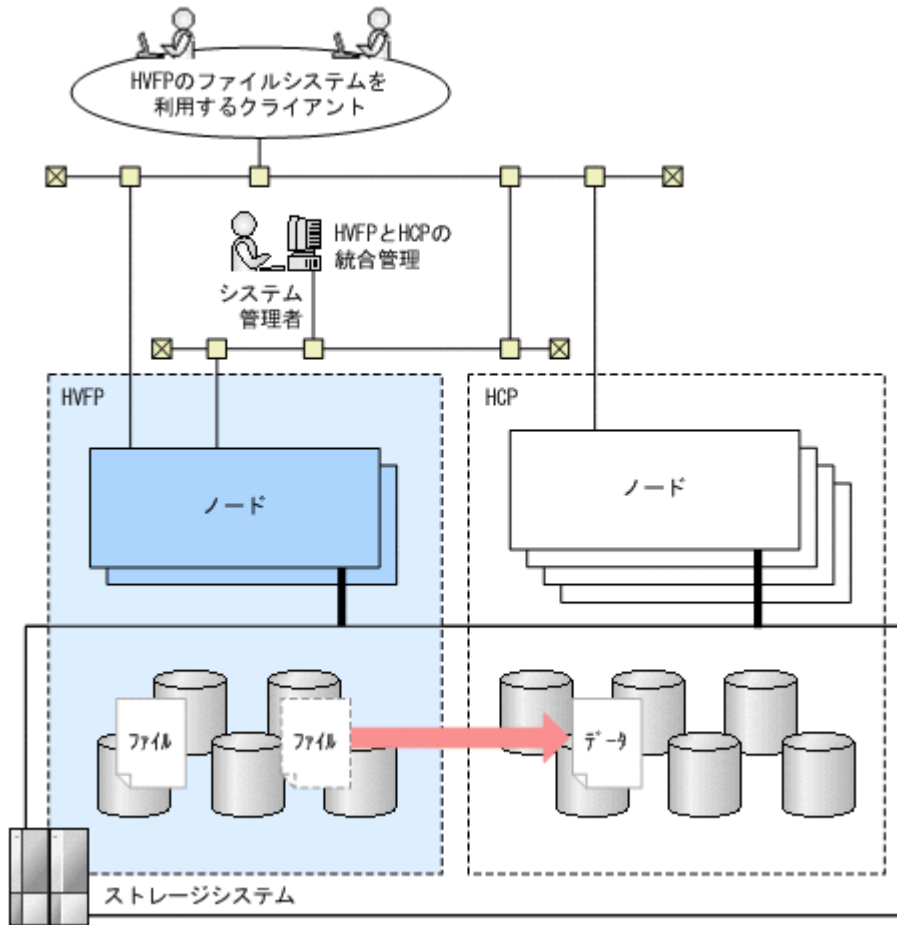 HVFPのファイルシステムを
利用するクライアント
HVFPとHCPの
統合管理
システム
管理者
HVFP
HCP
ノード
ノード
ファイル
ファイル
データ
ストレージシステム